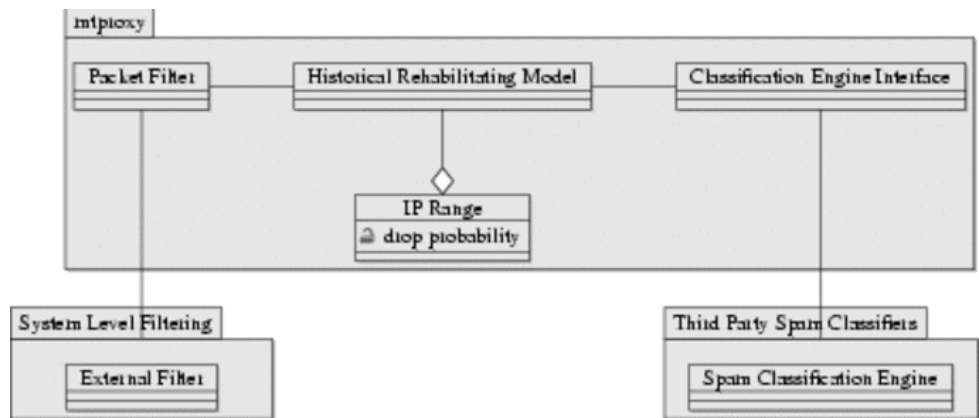 mtproxy
Packet Filter
Historical Rehabilitating Model
Classification Engine Interface
IP Range
drop probability
System Level Filtering
Third Party Spam Classifiers
External Filter
Spam Classification Engine